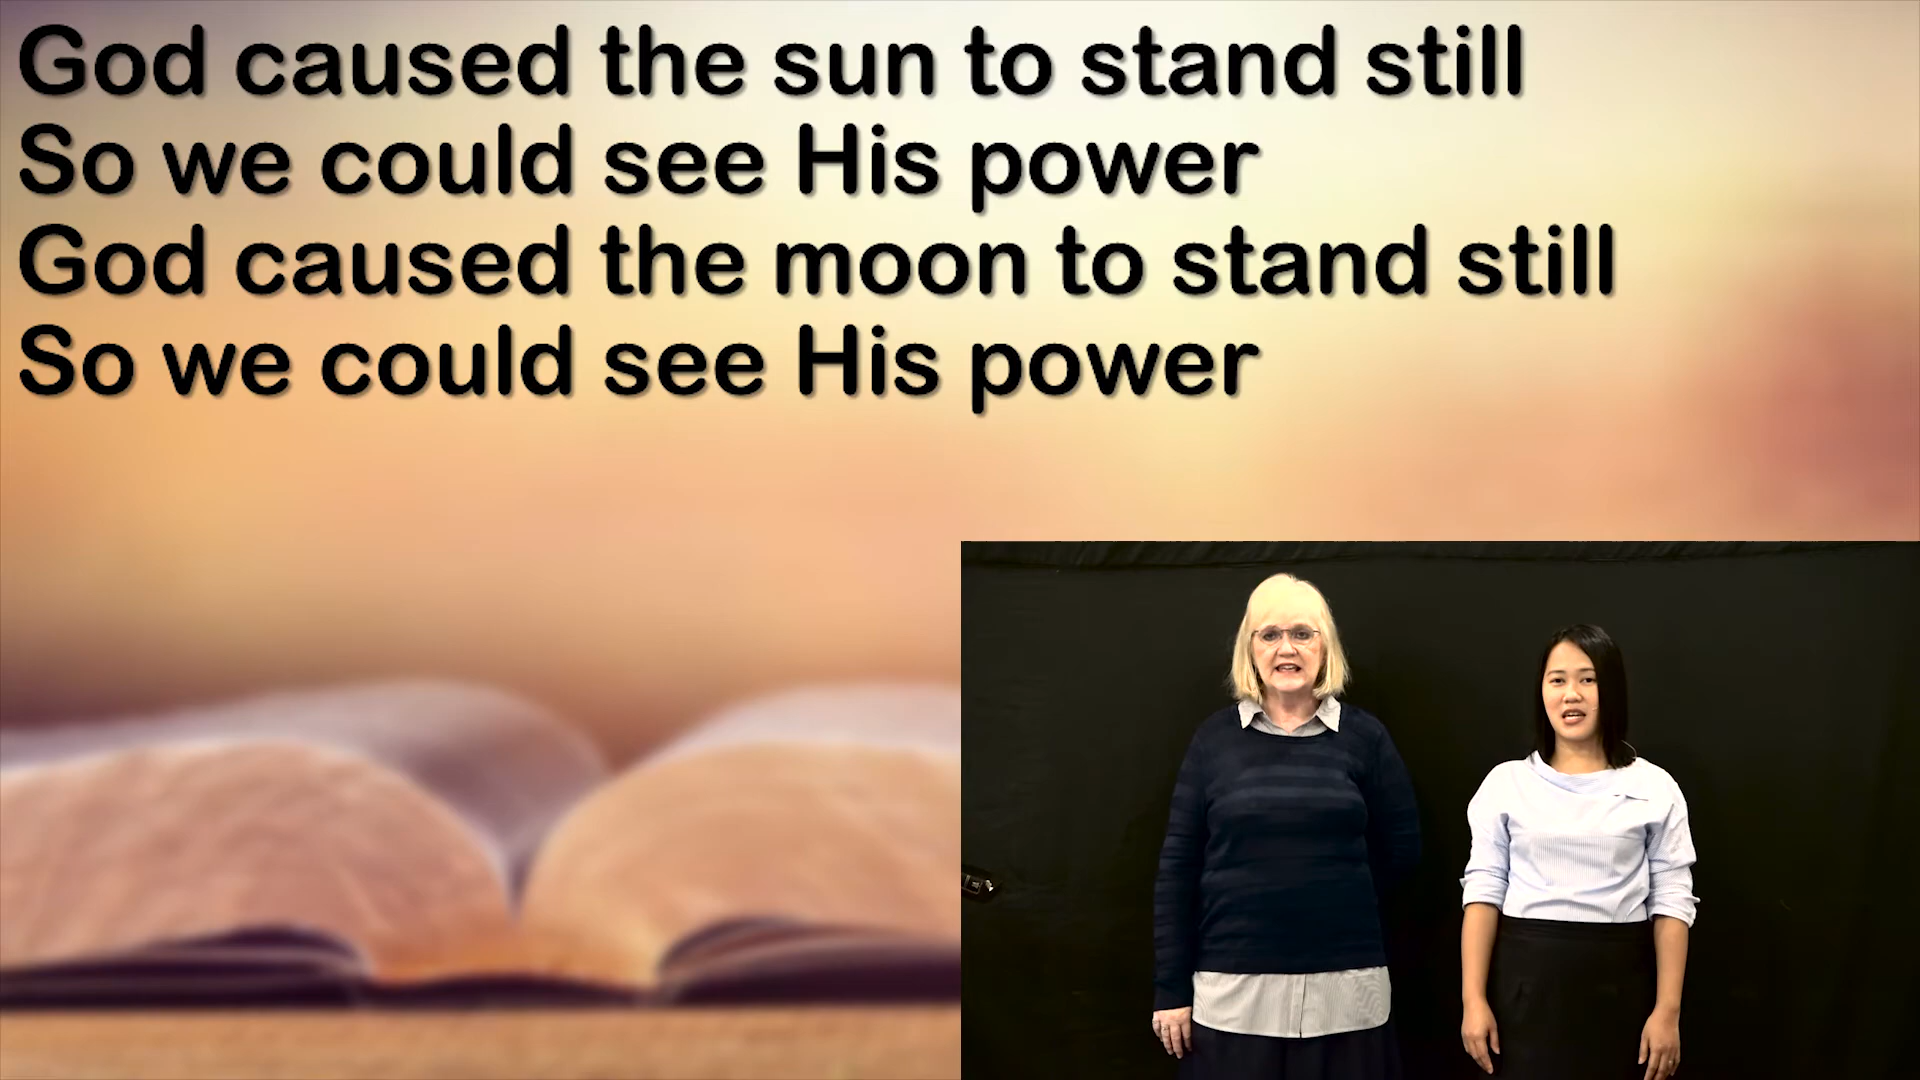 God caused the sun to stand still
So we could see His power
God caused the moon to stand still
So we could see His power